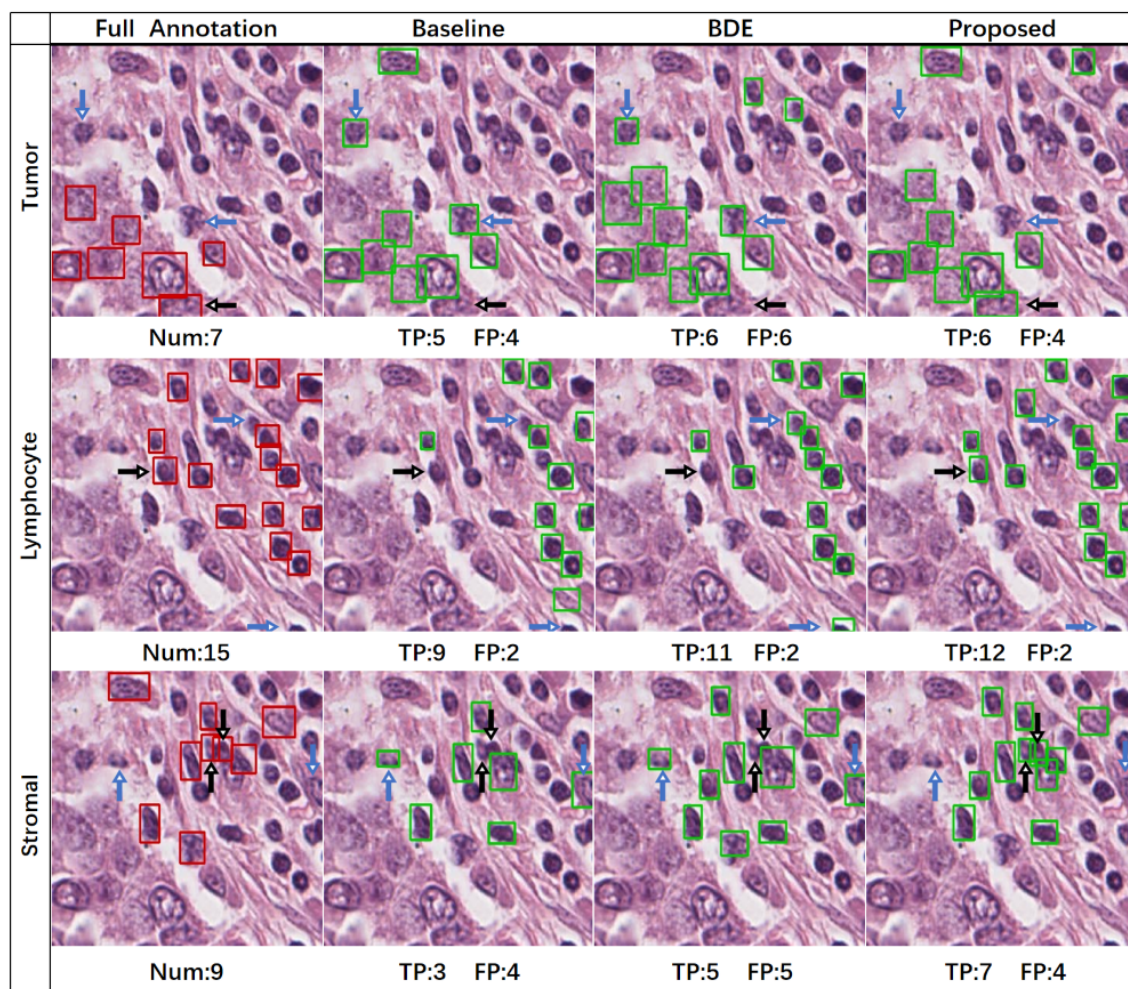 Full Annotation Baseline BDE Proposed
Tumor
Num:7 TP:5 FP:4 TP:6 FP:6 TP:6 FP:4
Lymphocyte
Num:15 TP:9 FP:2 TP:11 FP:2 TP:12 FP:2
Stromal
Num:9 TP:3 FP:4 TP:5 FP:5 TP:7 FP:4